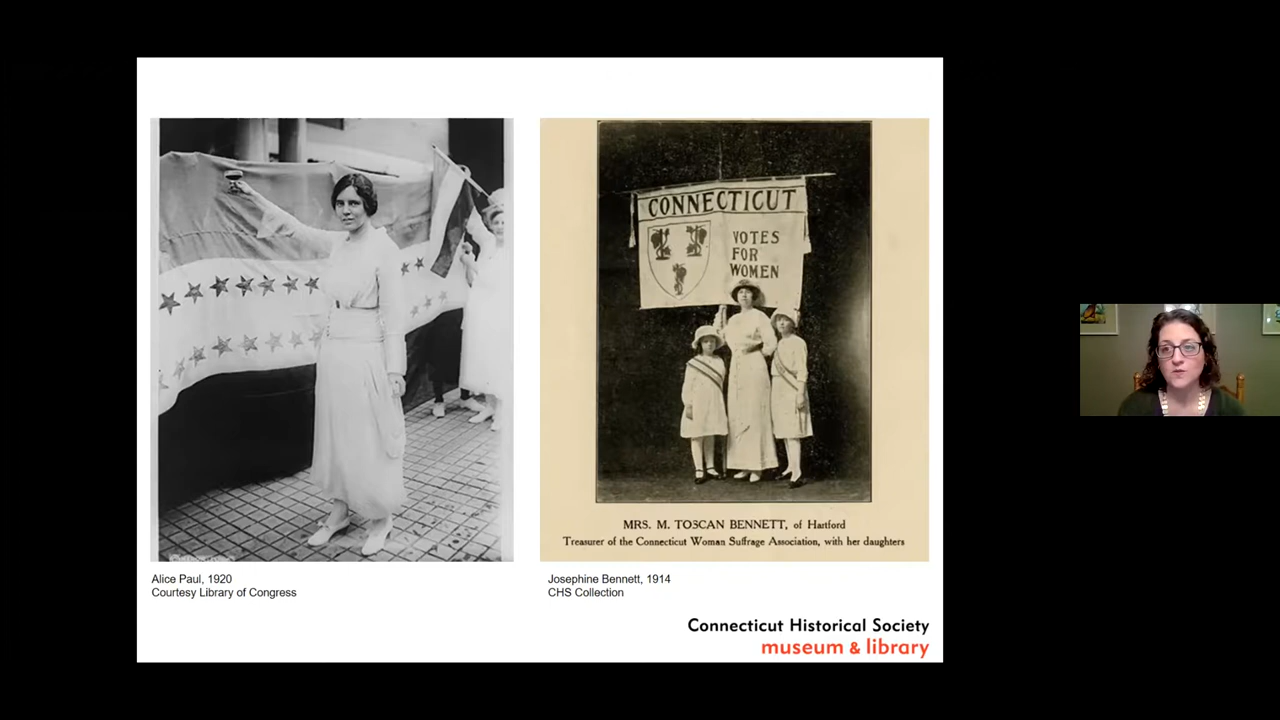 CONNECTICUT
VOTES
FOR
WOMEN
MRS. M. TOSCAN BENNETT, of Hartford
Treasurer of the Connecticut Woman Suffrage Association, with her daughters
Alice Paul, 1920
Courtesy Library of Congress
Josephine Bennett, 1914
CHS Collection
Connecticut Historical Society
museum & library